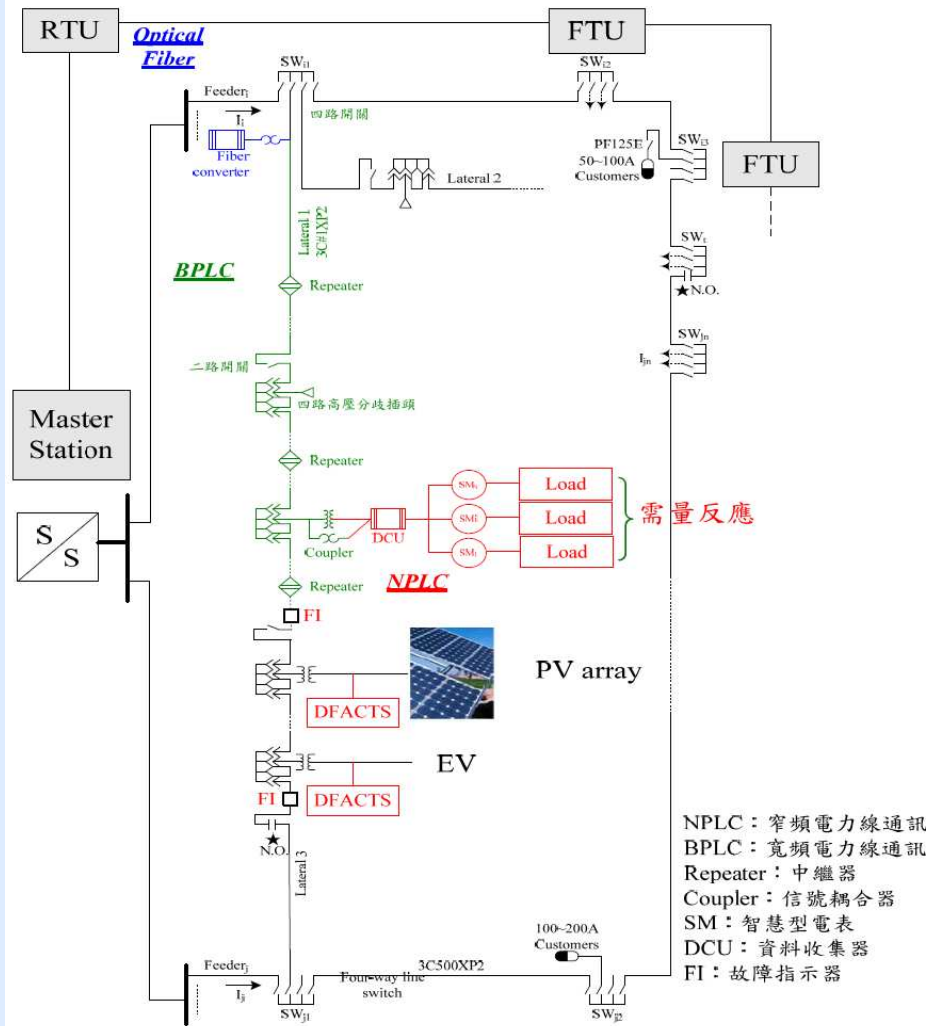 RTU
Optical
Fiber
FTU
SWi1
SWi2
Feederi
Ii
四路開關
Fiber
converter
PF125E
50~100A
Customers
SWi3
FTU
Lateral 2
Lateral 1
3C#1XP2
BPLC
Repeater
SWt
★N.O.
二路開關
SWjn
Ijn
四路高壓分歧插頭
Master
Station
Repeater
Load
SMi
Load
需量反應
S
S
Coupler
DCU
Load
Repeater
NPLC
FI
PV array
DFACTS
EV
FI
DFACTS
★
N.O.
Lateral 3
NPLC：窄頻電力線通訊
BPLC：寬頻電力線通訊
Repeater：中繼器
Coupler：信號耦合器
SM：智慧型電表
DCU：資料收集器
FI：故障指示器
100~200A
Customers
Feederj
Ij
3C500XP2
Four-way line
switch
SWj1
SWj2